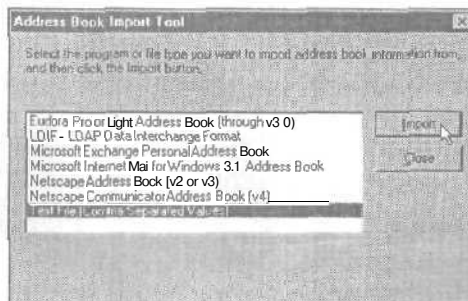 Address Book Import Tool
Select the program or file type you want to import address book information from,
and then click the Import button.
Eudora Pro or Light Address Book (through v3 0)
LDIF - LDAP Data Interchange Format
Microsoft Exchange Personal Address Book
Microsoft Internet Mai for Windows 3.1 Address Book
Netscape Address Book (v2 or v3)
Netscape Communicator Address Book (v4)
Text File (Comma Separated Values)
Import
Close